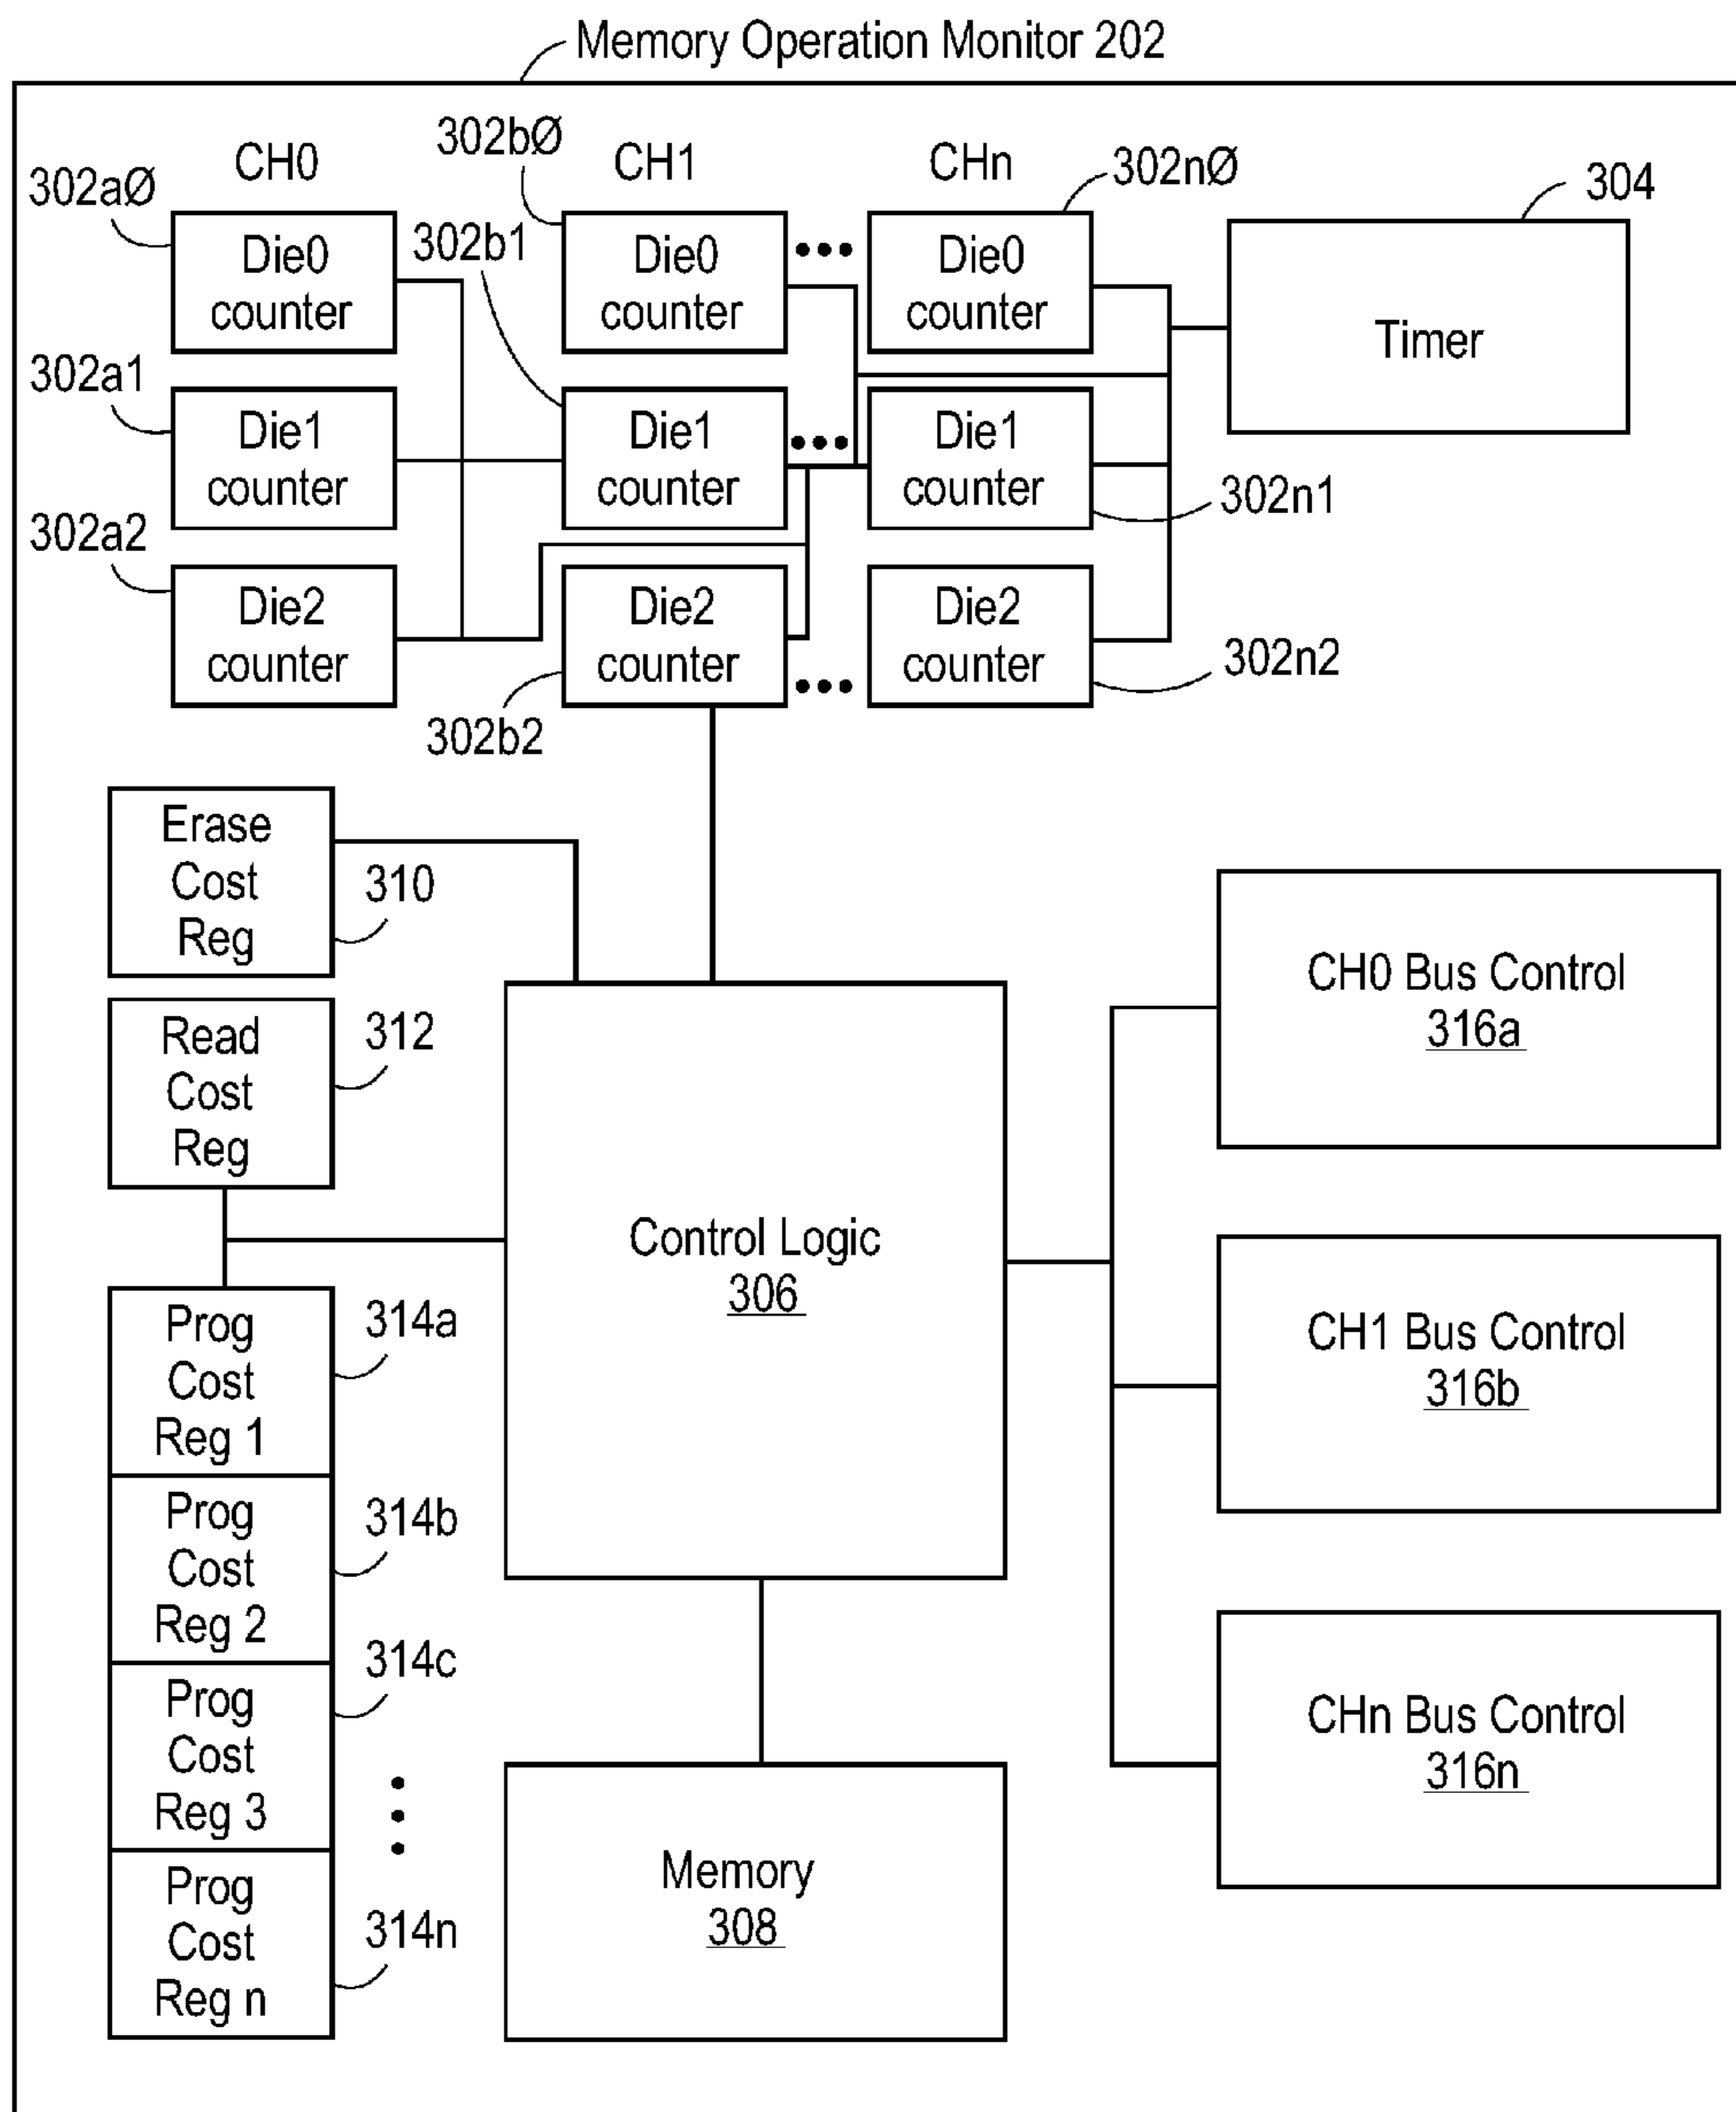 Memory Operation Monitor 202
302aØ
CH0
302bØ
CH1
CHn
302nØ
304
Die0
counter
302b1
Die0
counter
Die0
counter
Timer
302a1
Die1
counter
Die1
counter
Die1
counter
302n1
302a2
Die2
counter
Die2
counter
Die2
counter
302n2
302b2
Erase
Cost
Reg
310
Read
Cost
Reg
312
Prog
Cost
Reg 1
314a
Prog
Cost
Reg 2
314b
Prog
Cost
Reg 3
314c
Prog
Cost
Reg n
314n
Control Logic
306
Memory
308
CH0 Bus Control
316a
CH1 Bus Control
316b
CHn Bus Control
316n